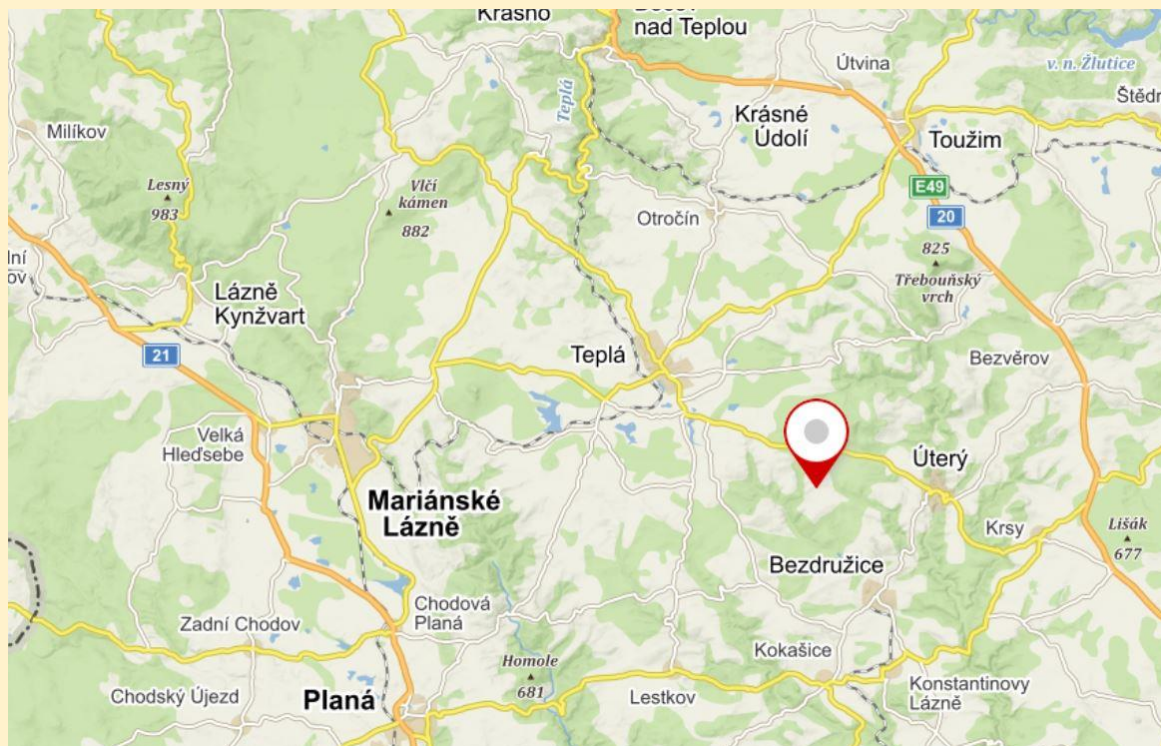 Krásno
nad Teplou
v. n. Žlutice
Útvina
Teplá
Krásné
Údolí
Toužim
Milíkov
E49
20
Lesný
983
Vlčí
kámen
882
Otročín
825
Třebouňský
vrch
Lázně
Kynžvart
21
Teplá
Bezvěrov
Velká
Hleďsebe
Úterý
Mariánské
Lázně
Krsy
Lišák
677
Bezdružice
Chodová
Planá
Zadní Chodov
Kokašice
Homole
681
Chodský Újezd
Planá
Lestkov
Konstantinovy
Lázně